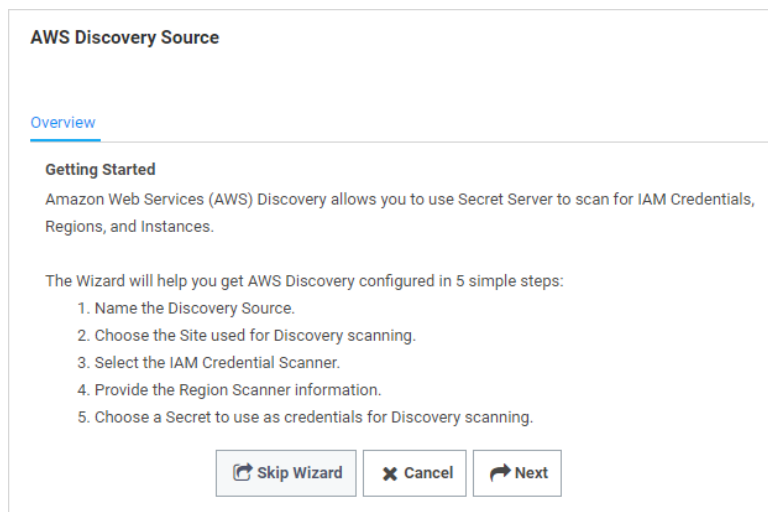 AWS Discovery Source
Overview
Getting Started
Amazon Web Services (AWS) Discovery allows you to use Secret Server to scan for IAM Credentials,
Regions, and Instances.
The Wizard will help you get AWS Discovery configured in 5 simple steps:
1. Name the Discovery Source.
2. Choose the Site used for Discovery scanning.
3. Select the IAM Credential Scanner.
4. Provide the Region Scanner information.
5. Choose a Secret to use as credentials for Discovery scanning.
Skip Wizard Cancel Next